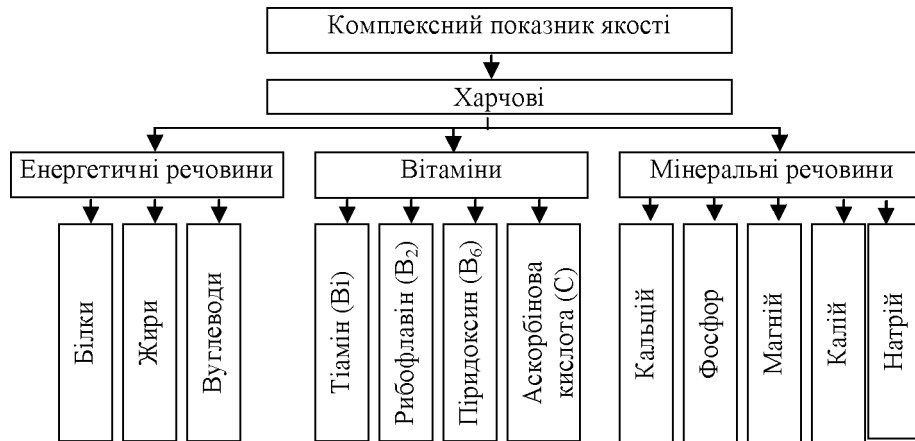 Комплексний показник якості
Харчові
Енергетичні речовини
Вітаміни
Мінеральні речовини
Білки
Жири
Вуглеводи
Тіамін (Ві)
Рибофлавін (В₂)
Піридоксин (В₆)
Аскорбінова
кислота (С)
Кальцій
Фосфор
Магній
Калій
Натрій